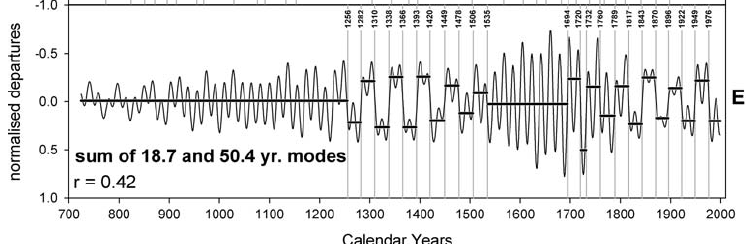 -1.0
1256 1282 1310 1338 1366 1393 1420 1449 1478 1506 1535 1694 1720 1732 1760 1789 1817 1843 1870 1896 1922 1949 1976
-0.5
0.0
E
0.5
1.0
normalised departures
sum of 18.7 and 50.4 yr. modes
r = 0.42
700 800 900 1000 1100 1200 1300 1400 1500 1600 1700 1800 1900 2000
Calendar Years